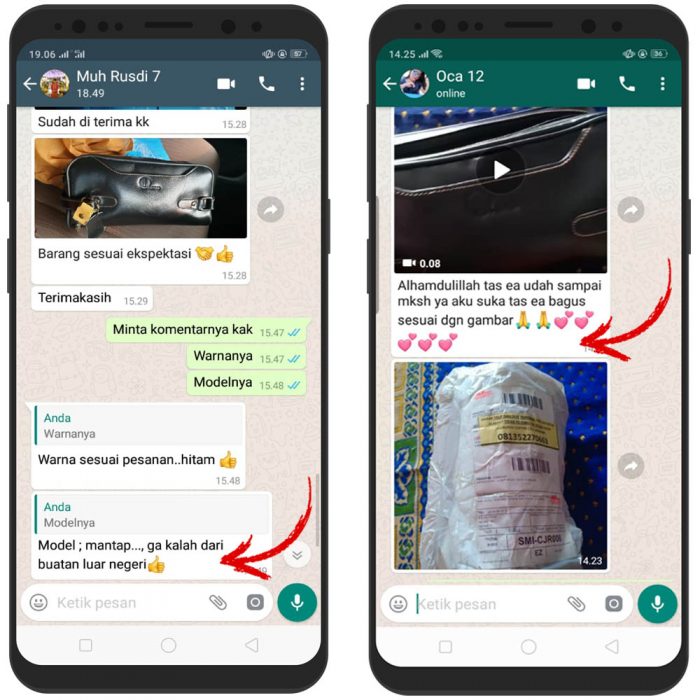 19.06
57
Muh Rusdi 7
18.49
Sudah di terima kk
15.28
Barang sesuai ekspektasi 🤝👍
15.28
Terimakasih 15.29
Minta komentarnya kak 15.47
Warnanya 15.47
Modelnya 15.48
Anda
Warnanya
Warna sesuai pesanan..hitam 👍
15.48
Anda
Modelnya
Model ; mantap..., ga kalah dari
buatan luar negeri👍
Ketik pesan
14.25
36
Oca 12
online
0.08
Alhamdulillah tas ea udah sampai
mksh ya aku suka tas ea bagus
sesuai dgn gambar🙏🙏💕💕
💕💕💕
081352270663
SMI-CJR006
EZ
14.23
Ketik pesan